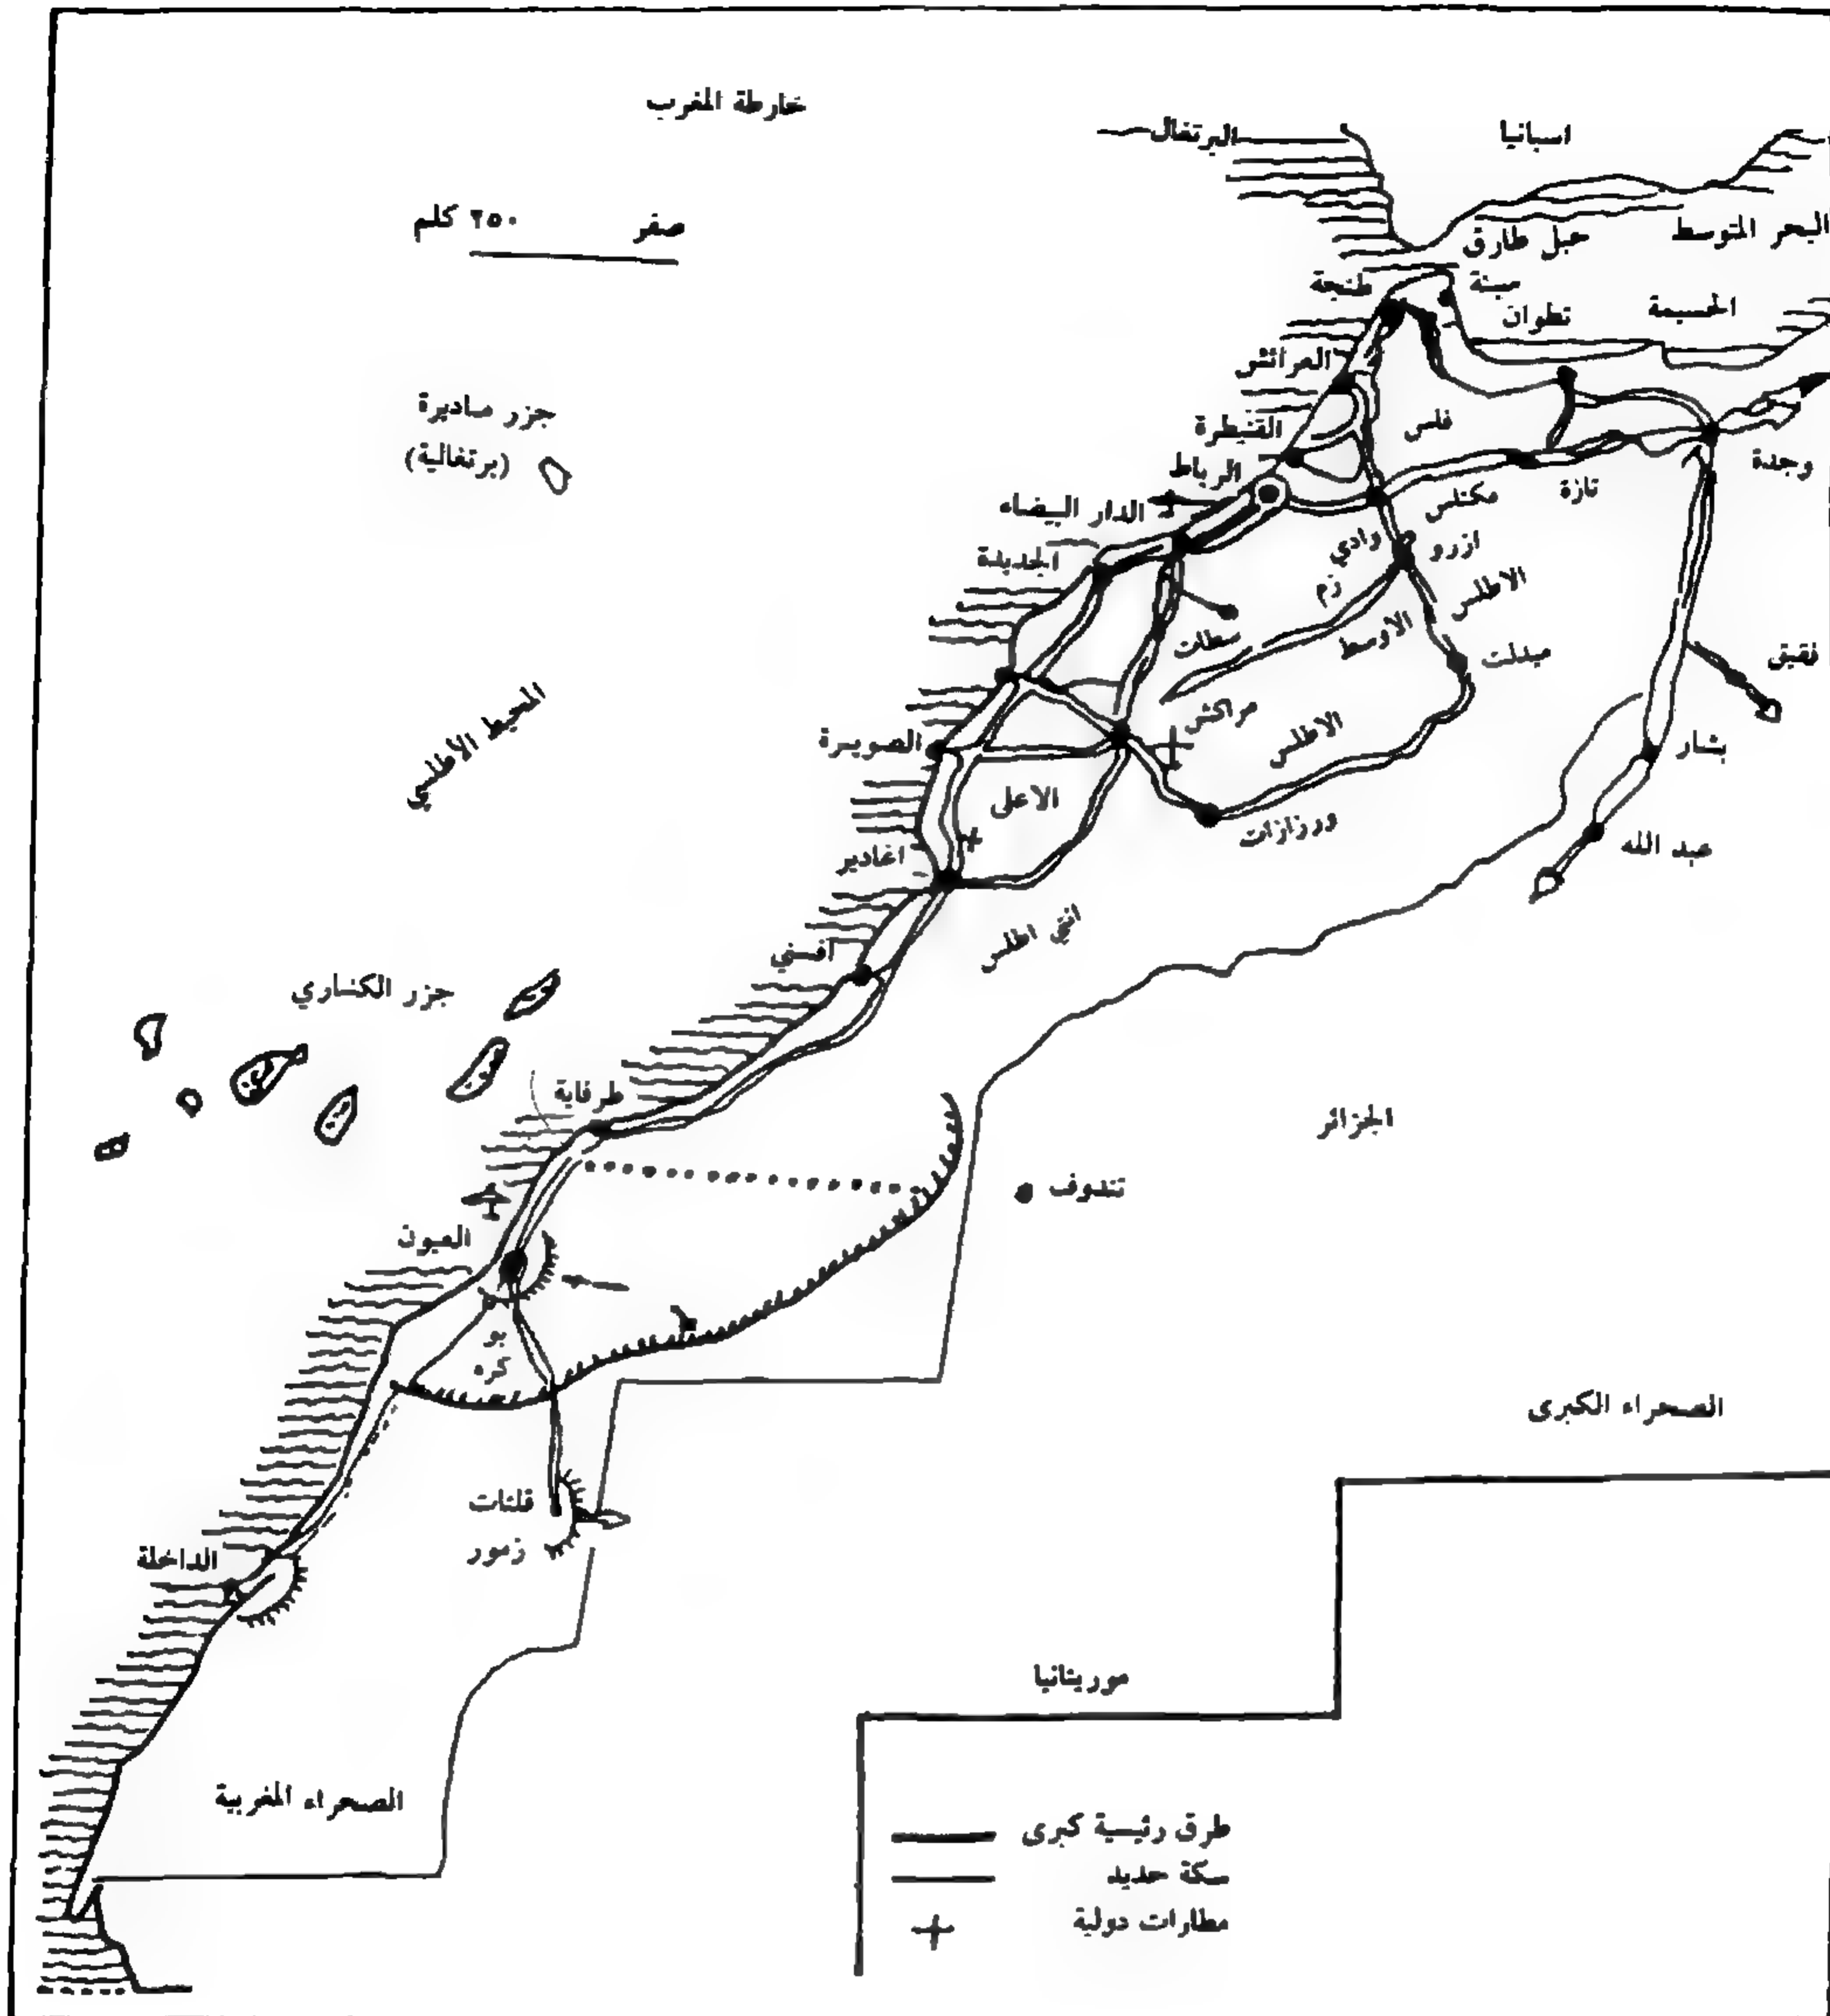 خارطة المغرب
البرتغال
اسبانيا
صفر ٢٥٠ كلم
جبل طارق
البحر المتوسط
طنجة
سبتة
تطوان
الحسيمة
العرائش
جزر ماديرة
(برتغالية)
القنيطرة
فلس
وجدة
الرباط
مكنلس
تازة
الدار البيضاء
الجديدة
وادي
زم
ازرو
الاطلس
الاوسط
سطات
ميدلت
فقيق
المحيط الاطلسي
مراكش
الاطلس
الاعلى
الصويرة
بشار
ورزازات
عبد الله
اغادير
انتي اطلس
افني
جزر الكناري
طرفاية
الجزائر
تندوف
العيون
بو
كره
الصحراء الكبرى
قلتات
زمور
الداخلة
موريتانيا
الصحراء المغربية
طرق رئيسية كبرى
سكة حديد
مطارات دولية